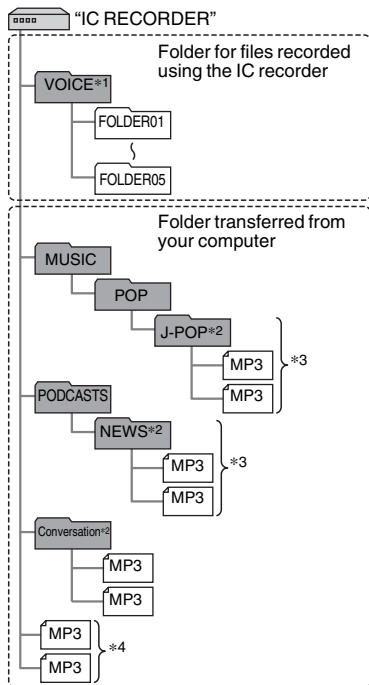 “IC RECORDER”
Folder for files recorded
using the IC recorder
VOICE*1
FOLDER01
FOLDER05
Folder transferred from
your computer
MUSIC
POP
J-POP*2
MP3
*3
MP3
PODCASTS
NEWS*2
MP3
*3
MP3
Conversation*2
MP3
MP3
MP3
*4
MP3